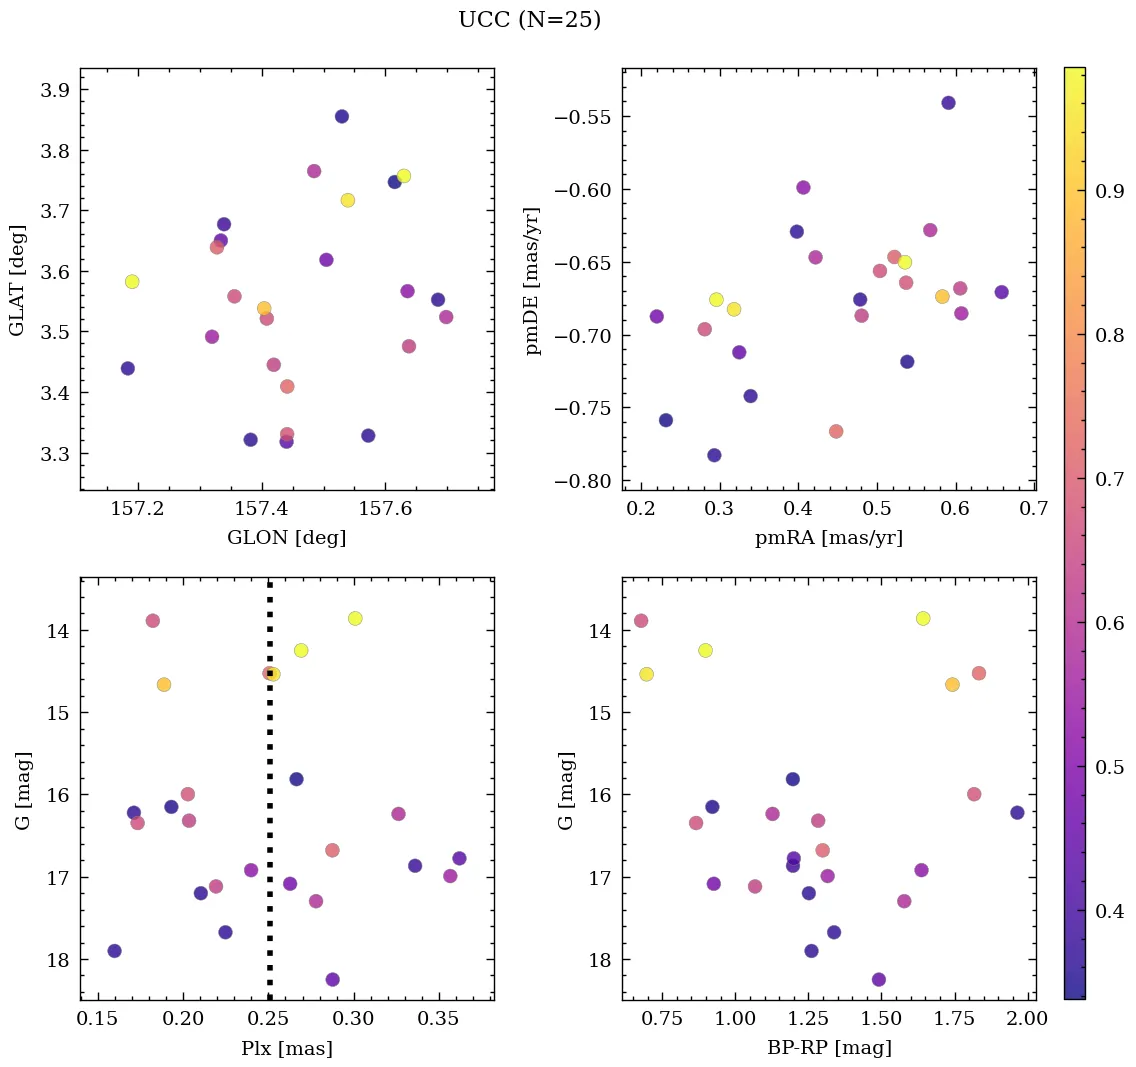 UCC (N=25)
3.9
3.8
3.7
3.6
3.5
3.4
3.3
GLAT [deg]
157.2 157.4 157.6
GLON [deg]
−0.55
−0.60
−0.65
−0.70
−0.75
−0.80
pmDE [mas/yr]
0.2 0.3 0.4 0.5 0.6 0.7
pmRA [mas/yr]
14
15
16
17
18
G [mag]
0.15 0.20 0.25 0.30 0.35
Plx [mas]
14
15
16
17
18
G [mag]
0.75 1.00 1.25 1.50 1.75 2.00
BP-RP [mag]
0.9
0.8
0.7
0.6
0.5
0.4